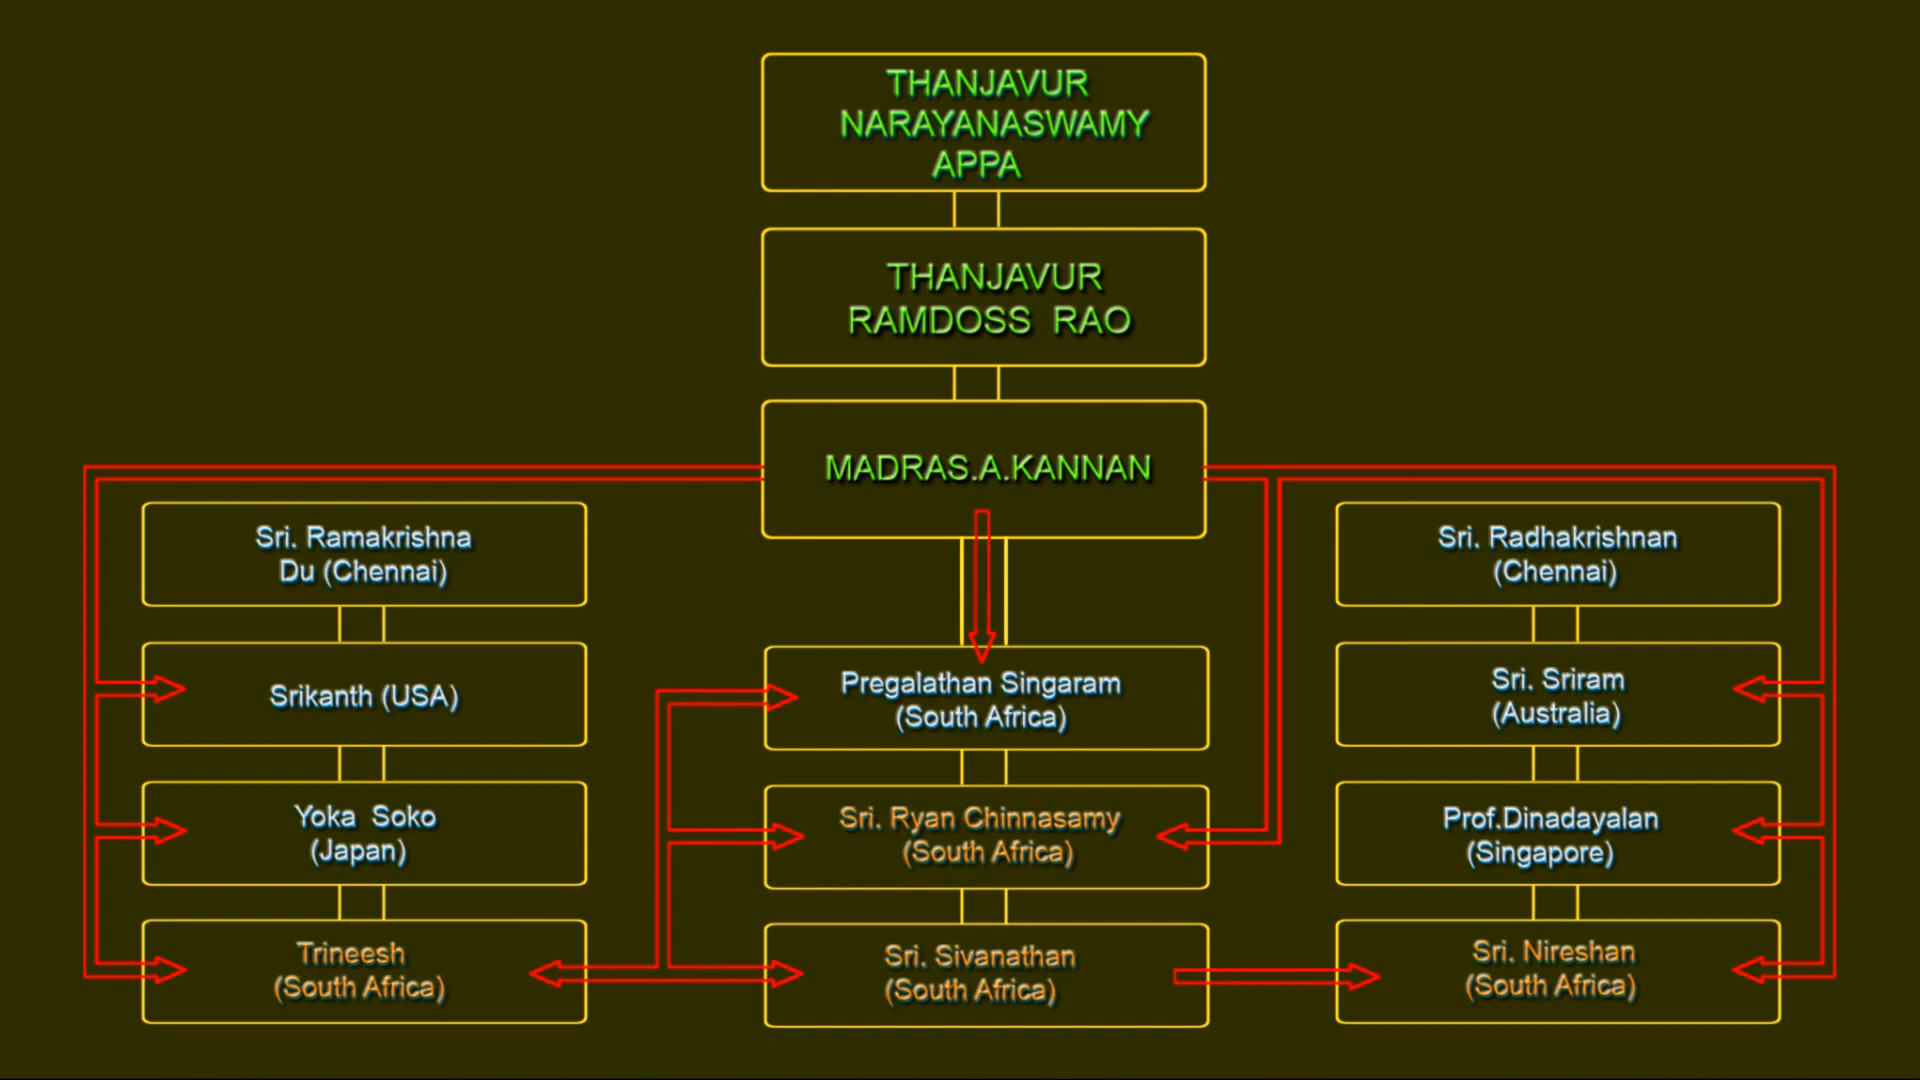 THANJAVUR
NARAYANASWAMY
APPA
THANJAVUR
RAMDOSS RAO
MADRAS.A.KANNAN
Sri. Ramakrishna
Du (Chennai)
Srikanth (USA)
Yoka Soko
(Japan)
Trineesh
(South Africa)
Pregalathan Singaram
(South Africa)
Sri. Ryan Chinnasamy
(South Africa)
Sri. Sivanathan
(South Africa)
Sri. Radhakrishnan
(Chennai)
Sri. Sriram
(Australia)
Prof.Dinadayalan
(Singapore)
Sri. Nireshan
(South Africa)